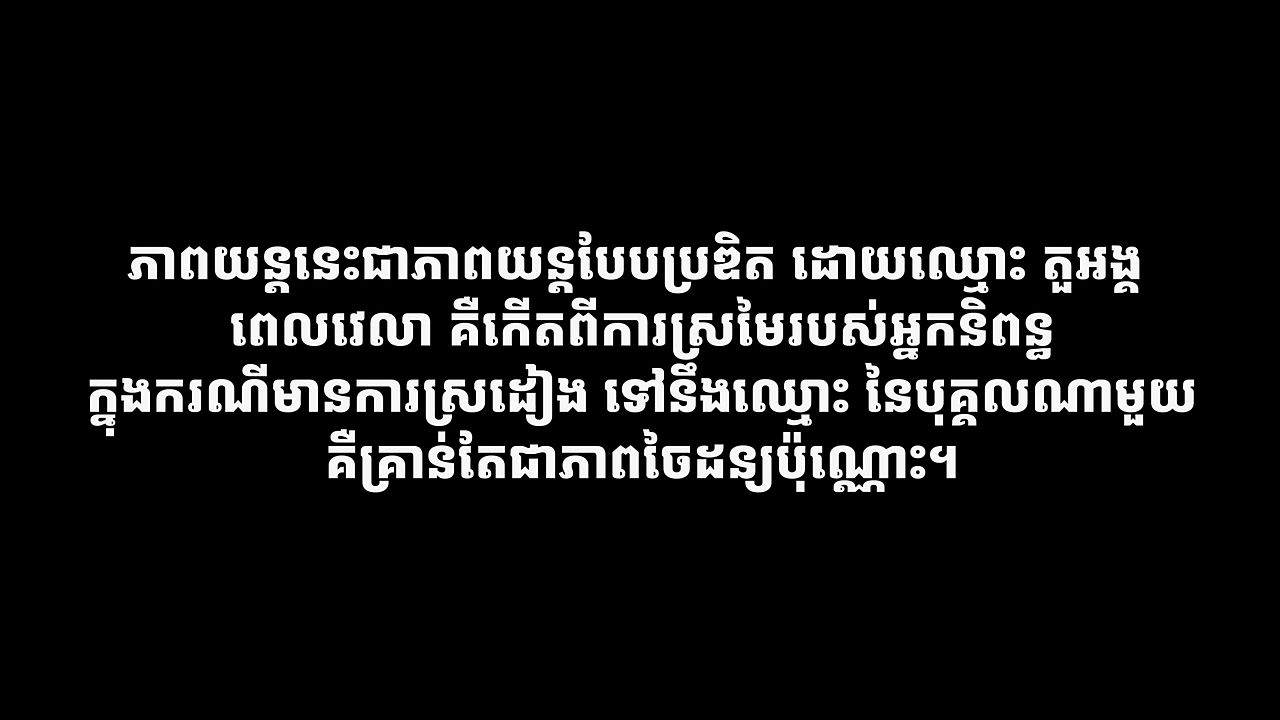 ភាពយន្តនេះជាភាពយន្តបែបប្រឌិត ដោយឈ្មោះ តួអង្គ
ពេលវេលា គឺកើតពីការស្រមៃរបស់អ្នកនិពន្ធ
ក្នុងករណីមានការស្រដៀង ទៅនឹងឈ្មោះ នៃបុគ្គលណាមួយ
គឺគ្រាន់តែជាភាពចៃដន្យប៉ុណ្ណោះ។